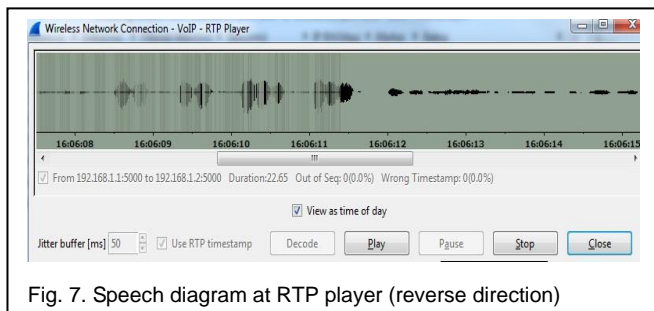 Wireless Network Connection - VoIP - RTP Player
16:06:08 16:06:09 16:06:10 16:06:11 16:06:12 16:06:13 16:06:14 16:06:15
From 192.168.1.1:5000 to 192.168.1.2:5000 Duration:22.65 Out of Seq: 0(0.0%) Wrong Timestamp: 0(0.0%)
View as time of day
Jitter buffer [ms] 50 Use RTP timestamp Decode Play Pause Stop Close
Fig. 7. Speech diagram at RTP player (reverse direction)